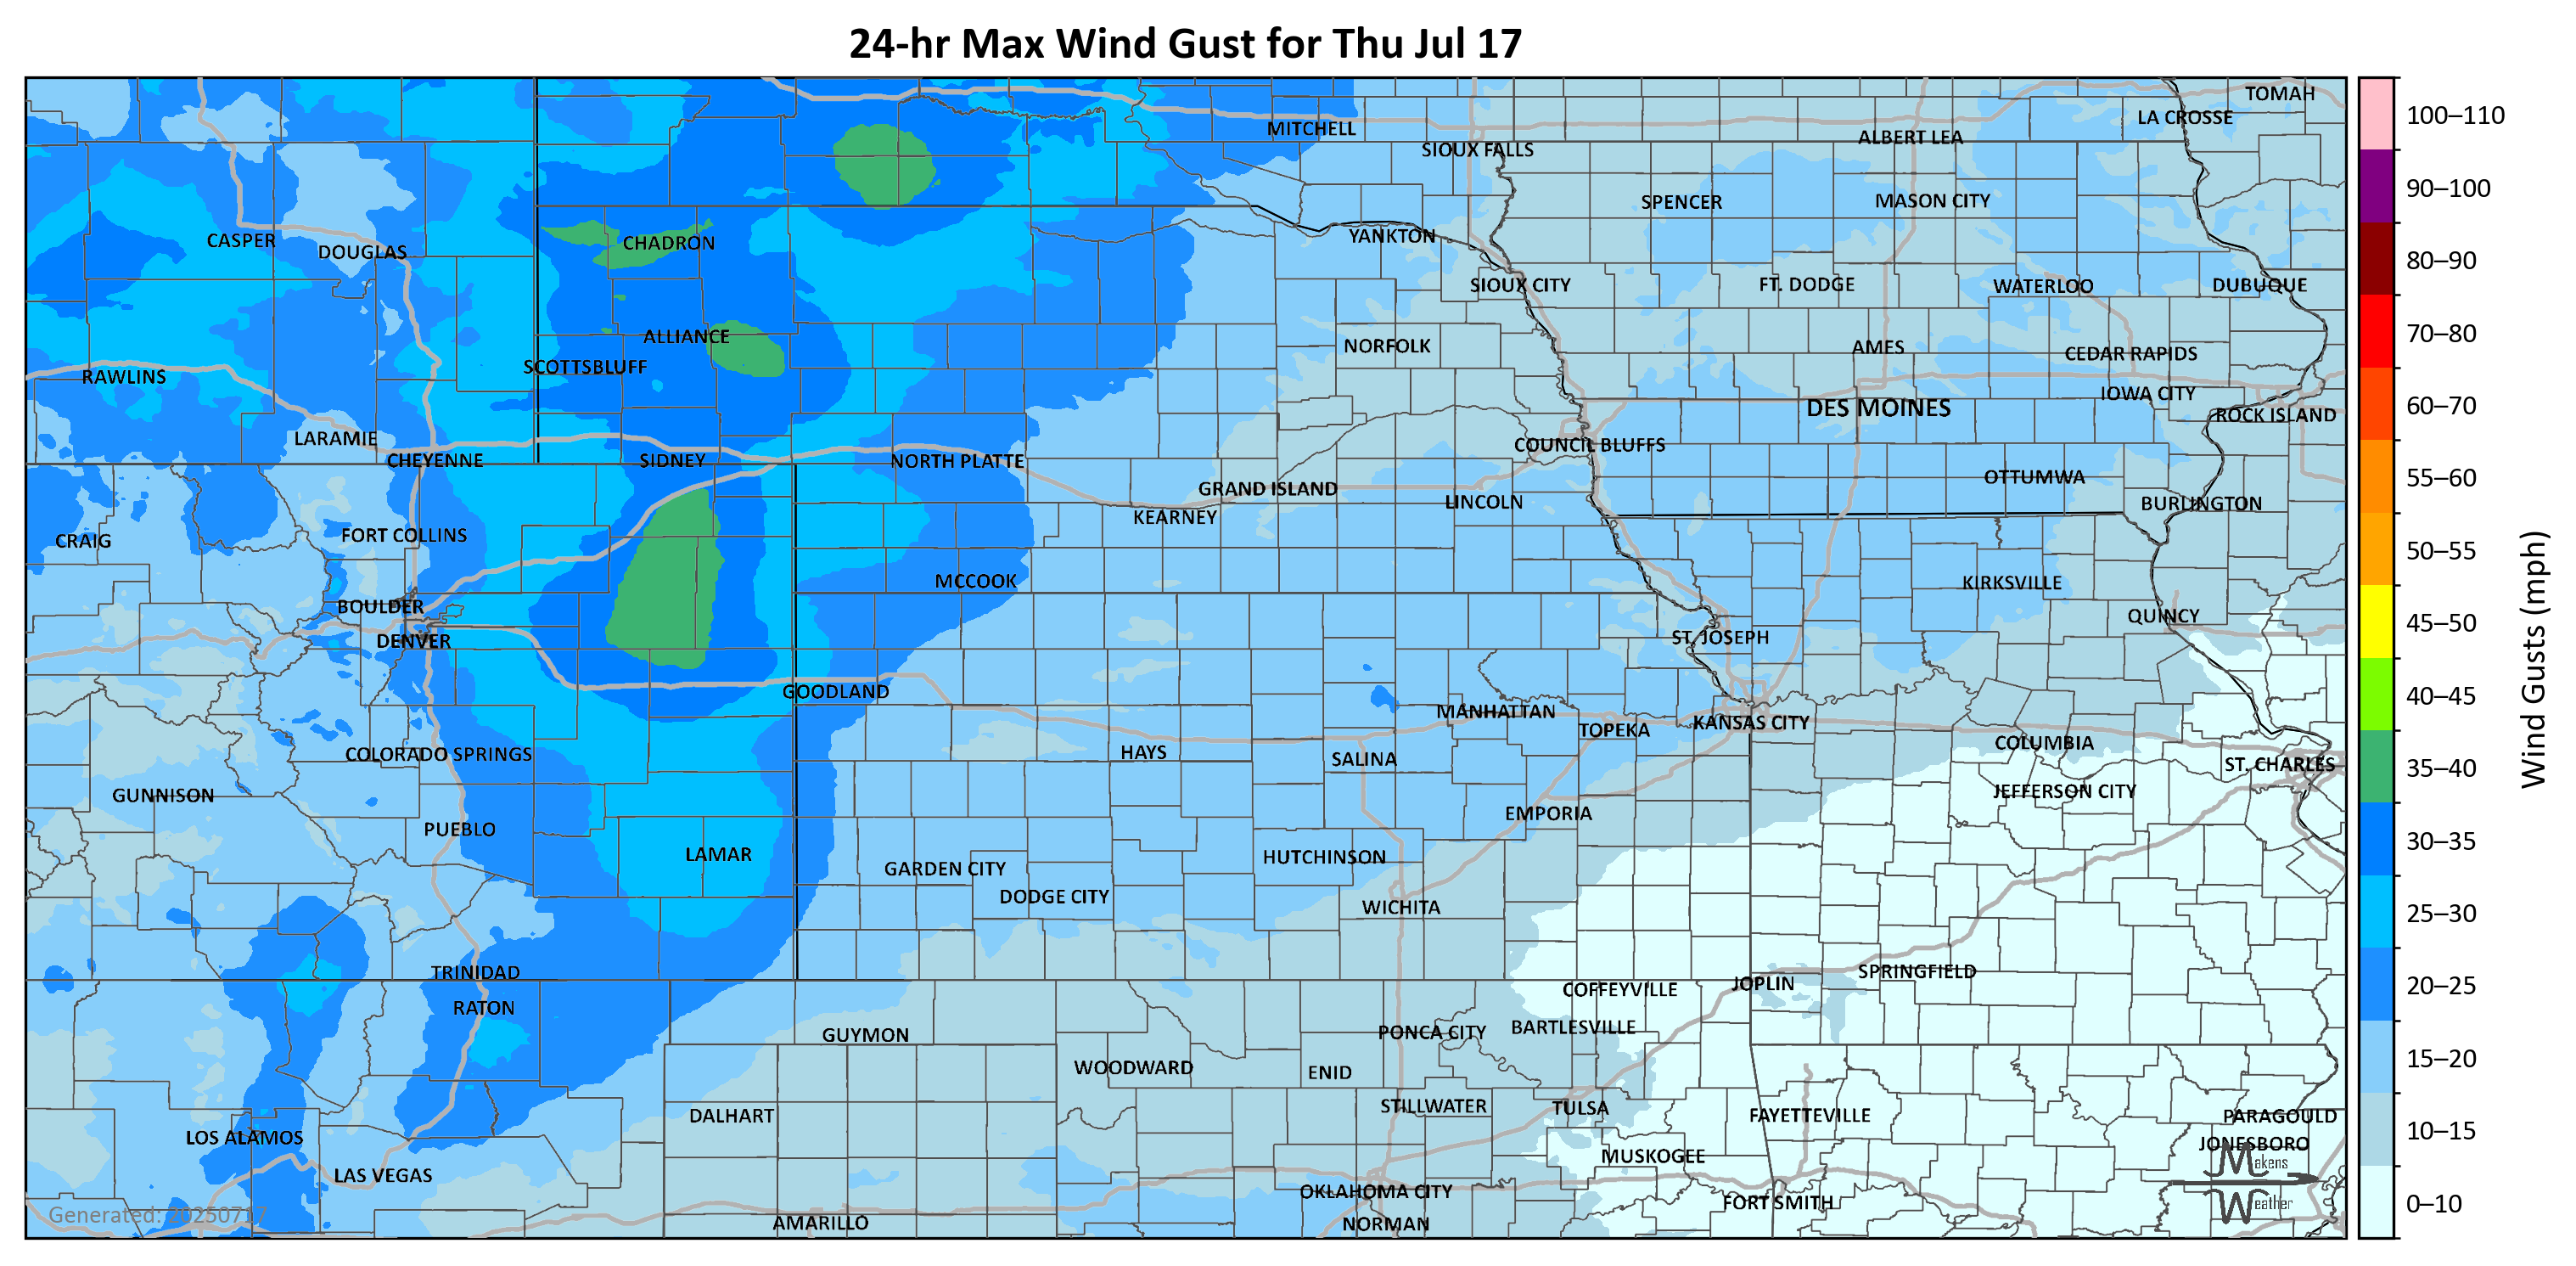 24-hr Max Wind Gust for Thu Jul 17
TOMAH
LA CROSSE
MITCHELL
ALBERT LEA
SIOUX FALLS
SPENCER
MASON CITY
YANKTON
CASPER
CHADRON
DOUGLAS
SIOUX CITY
FT. DODGE
WATERLOO
DUBUQUE
ALLIANCE
NORFOLK
AMES
CEDAR RAPIDS
SCOTTSBLUFF
RAWLINS
IOWA CITY
DES MOINES
ROCK ISLAND
LARAMIE
COUNCIL BLUFFS
CHEYENNE
SIDNEY
NORTH PLATTE
OTTUMWA
GRAND ISLAND
LINCOLN
BURLINGTON
KEARNEY
FORT COLLINS
CRAIG
MCCOOK
KIRKSVILLE
BOULDER
QUINCY
DENVER
ST. JOSEPH
GOODLAND
MANHATTAN
KANSAS CITY
TOPEKA
COLUMBIA
COLORADO SPRINGS
HAYS
SALINA
ST. CHARLES
GUNNISON
JEFFERSON CITY
EMPORIA
PUEBLO
LAMAR
HUTCHINSON
GARDEN CITY
DODGE CITY
WICHITA
TRINIDAD
SPRINGFIELD
JOPLIN
COFFEYVILLE
RATON
GUYMON
PONCA CITY
BARTLESVILLE
WOODWARD
ENID
STILLWATER
TULSA
DALHART
FAYETTEVILLE
PARAGOULD
LOS ALAMOS
JONESBORO
MUSKOGEE
LAS VEGAS
OKLAHOMA CITY
FORT SMITH
AMARILLO
NORMAN
Generated: 20250717
Makens
Weather
100–110
90–100
80–90
70–80
60–70
55–60
50–55
45–50
40–45
35–40
30–35
25–30
20–25
15–20
10–15
0–10
Wind Gusts (mph)